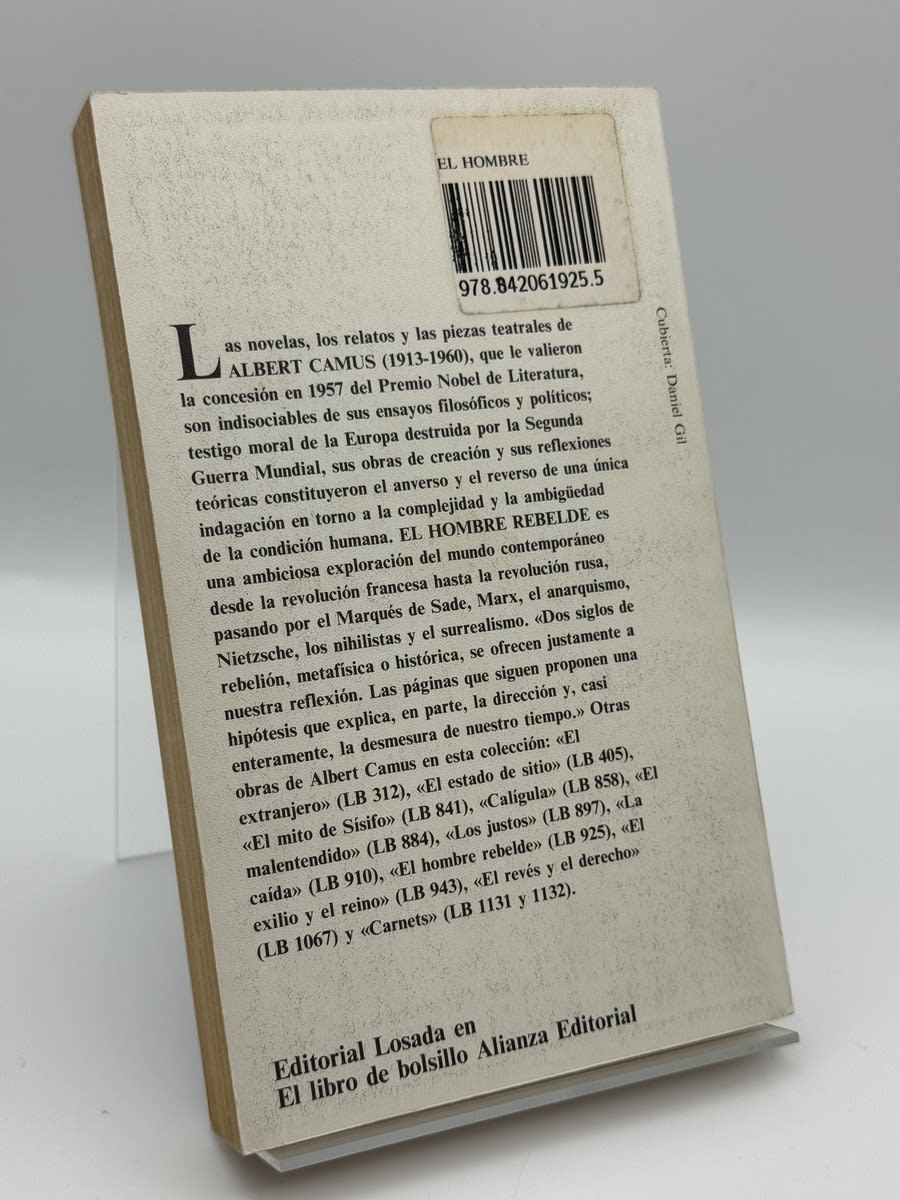 EL HOMBRE
978.842061925.5
Las novelas, los relatos y las piezas teatrales de
ALBERT CAMUS (1913-1960), que le valieron
la concesión en 1957 del Premio Nobel de Literatura,
son indisociables de sus ensayos filosóficos y políticos;
testigo moral de la Europa destruida por la Segunda
Guerra Mundial, sus obras de creación y sus reflexiones
teóricas constituyeron el anverso y el reverso de una única
indagación en torno a la complejidad y la ambigüedad
de la condición humana. EL HOMBRE REBELDE es
una ambiciosa exploración del mundo contemporáneo
desde la revolución francesa hasta la revolución rusa,
pasando por el Marqués de Sade, Marx, el anarquismo,
Nietzsche, los nihilistas y el surrealismo. «Dos siglos de
rebelión, metafísica o histórica, se ofrecen justamente a
nuestra reflexión. Las páginas que siguen proponen una
hipótesis que explica, en parte, la dirección y, casi
enteramente, la desmesura de nuestro tiempo.» Otras
obras de Albert Camus en esta colección: «El
extranjero» (LB 312), «El estado de sitio» (LB 405),
«El mito de Sísifo» (LB 841), «Calígula» (LB 858), «El
malentendido» (LB 884), «Los justos» (LB 897), «La
caída» (LB 910), «El hombre rebelde» (LB 925), «El
exilio y el reino» (LB 943), «El revés y el derecho»
(LB 1067) y «Carnets» (LB 1131 y 1132).
Cubierta: Daniel Gil
Editorial Losada en
El libro de bolsillo Alianza Editorial